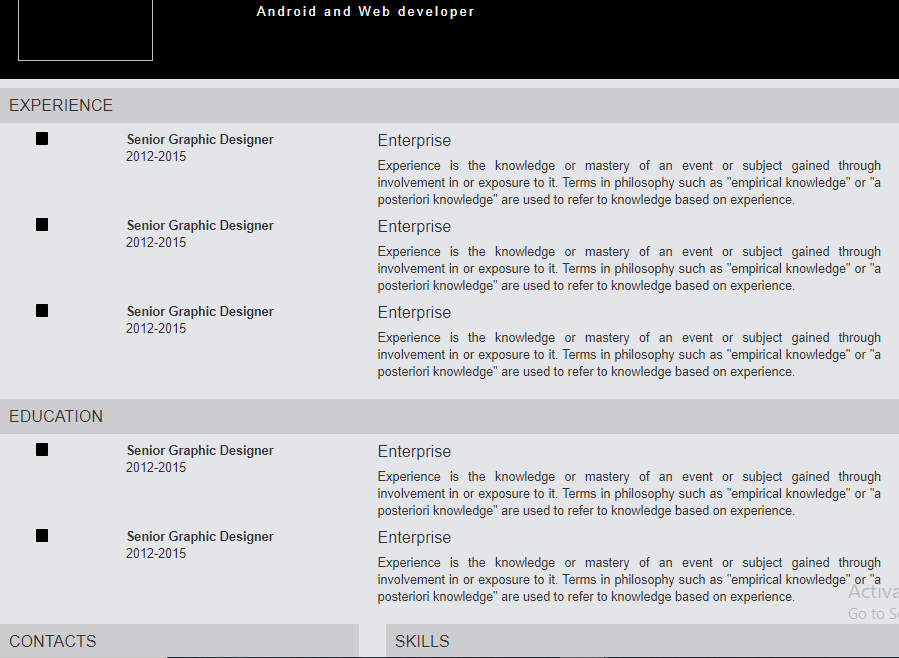 Android and Web developer
EXPERIENCE
Senior Graphic Designer
2012-2015
Enterprise
Experience is the knowledge or mastery of an event or subject gained through
involvement in or exposure to it. Terms in philosophy such as "empirical knowledge" or "a
posteriori knowledge" are used to refer to knowledge based on experience.
Senior Graphic Designer
2012-2015
Enterprise
Experience is the knowledge or mastery of an event or subject gained through
involvement in or exposure to it. Terms in philosophy such as "empirical knowledge" or "a
posteriori knowledge" are used to refer to knowledge based on experience.
Senior Graphic Designer
2012-2015
Enterprise
Experience is the knowledge or mastery of an event or subject gained through
involvement in or exposure to it. Terms in philosophy such as "empirical knowledge" or "a
posteriori knowledge" are used to refer to knowledge based on experience.
EDUCATION
Senior Graphic Designer
2012-2015
Enterprise
Experience is the knowledge or mastery of an event or subject gained through
involvement in or exposure to it. Terms in philosophy such as "empirical knowledge" or "a
posteriori knowledge" are used to refer to knowledge based on experience.
Senior Graphic Designer
2012-2015
Enterprise
Experience is the knowledge or mastery of an event or subject gained through
involvement in or exposure to it. Terms in philosophy such as "empirical knowledge" or "a
posteriori knowledge" are used to refer to knowledge based on experience.
Activa
Go to S
CONTACTS
SKILLS